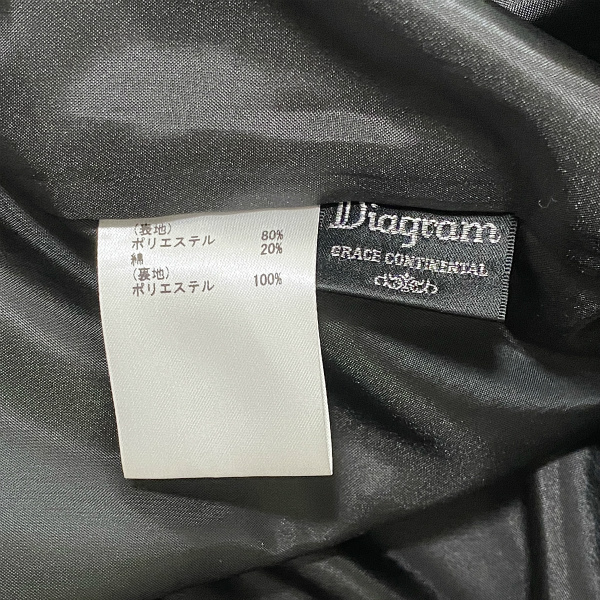 (表地)
ポリエステル 80%
綿 20%
(裏地)
ポリエステル 100%
Diagram
GRACE CONTINENTAL